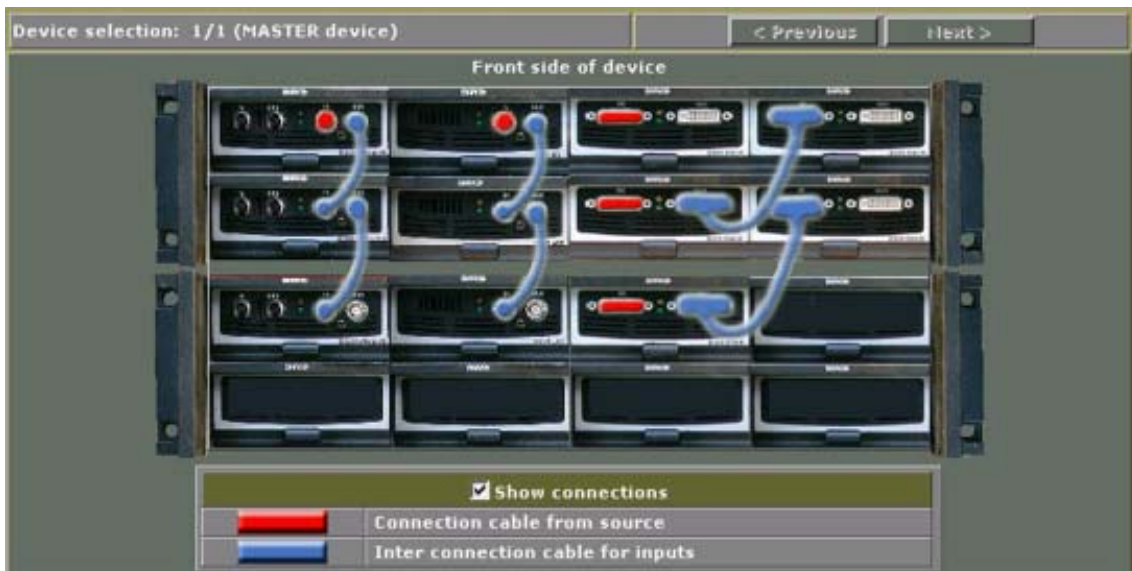 Device selection: 1/1 (MASTER device)
< Previous
Next >
Front side of device
Show connections
Connection cable from source
Inter connection cable for inputs